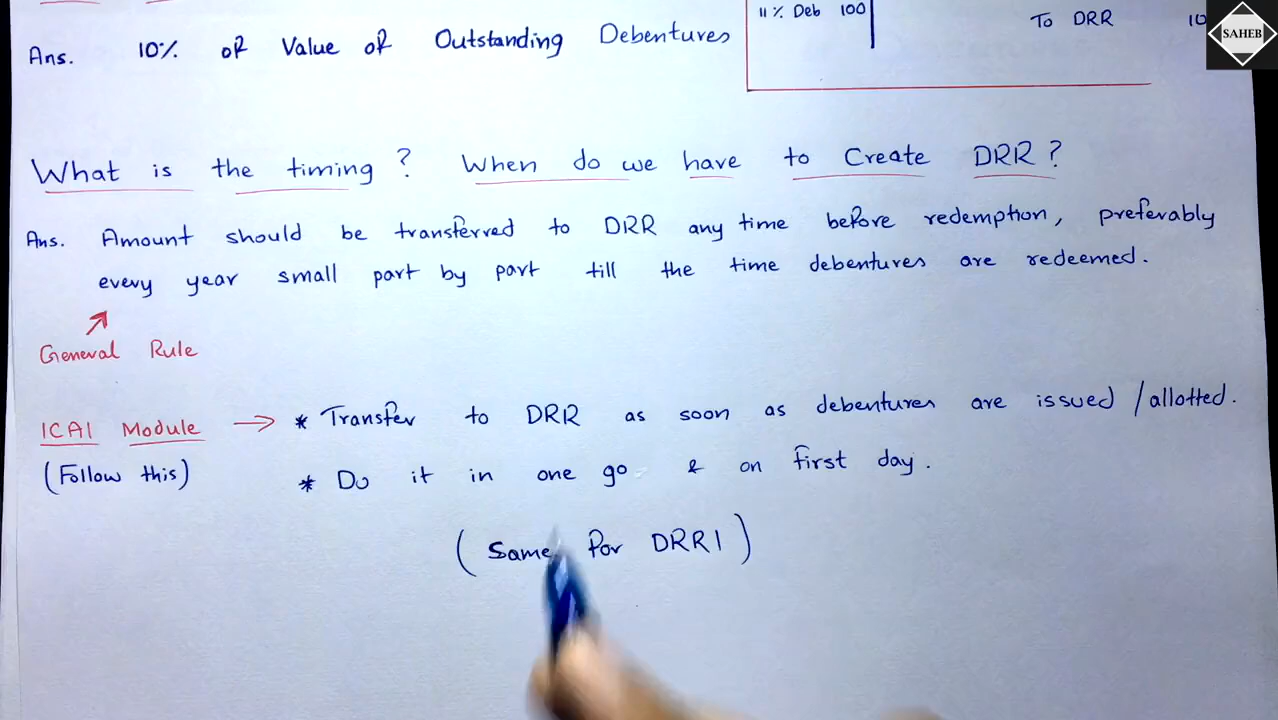 11% Deb 100
To DRR 10
SAHEB
Ans. 10% of Value of Outstanding Debentures
What is the timing? When do we have to Create DRR?
Ans. Amount should be transferred to DRR any time before redemption, preferably
every year small part by part till the time debentures are redeemed.
General Rule
ICAI Module → * Transfer to DRR as soon as debentures are issued/allotted.
(Follow this) * Do it in one go & on first day.
(Same for DRRI)